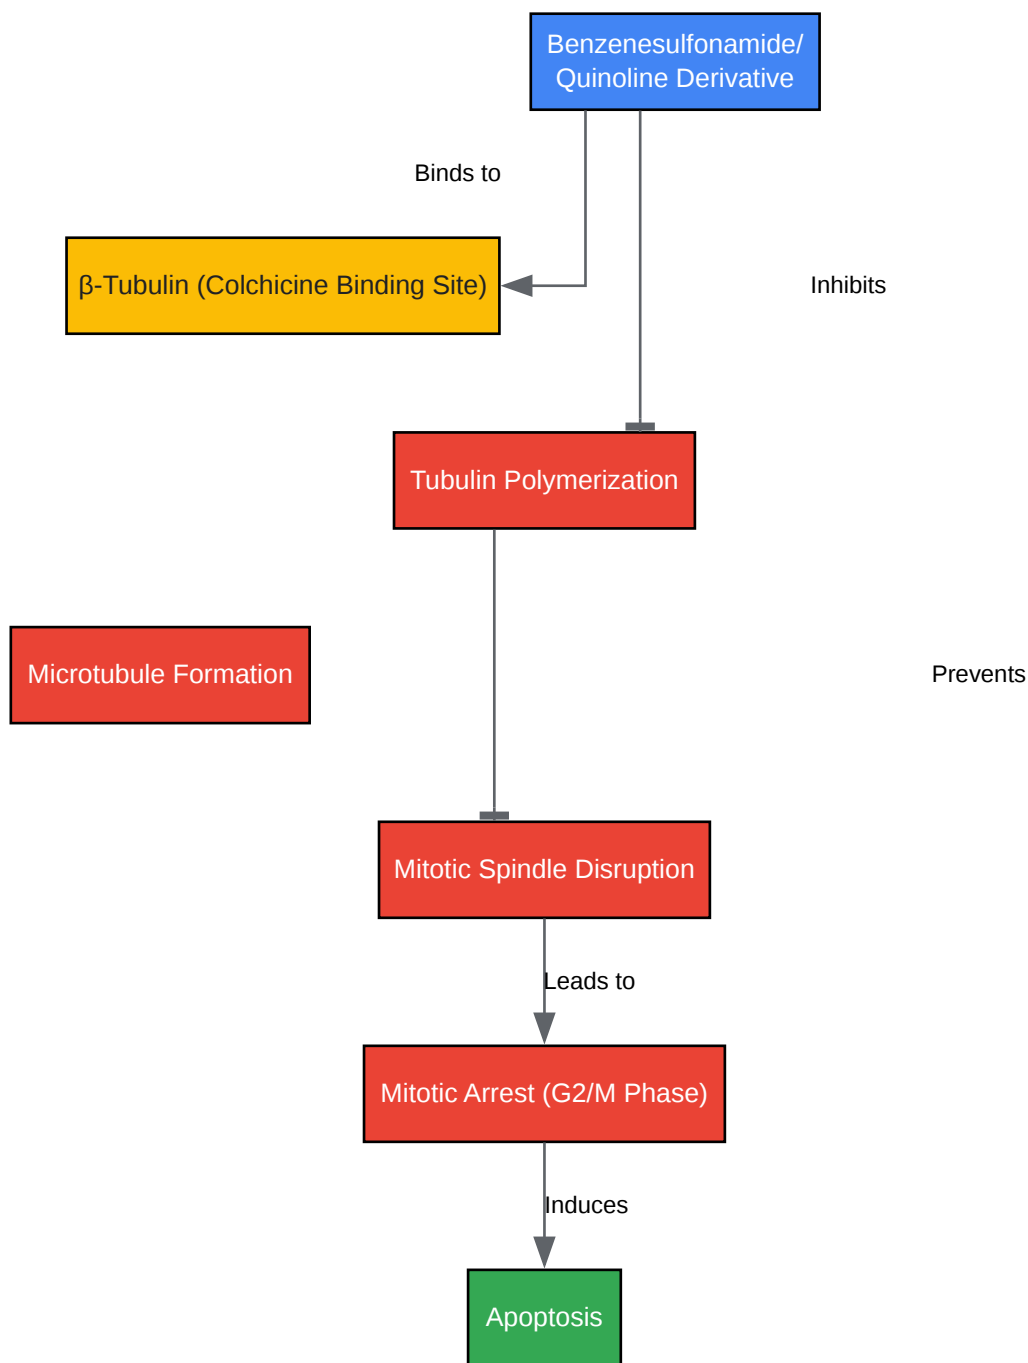 Benzenesulfonamide/
Quinoline Derivative
Binds to
β-Tubulin (Colchicine Binding Site)
Inhibits
Tubulin Polymerization
Microtubule Formation
Prevents
Mitotic Spindle Disruption
Leads to
Mitotic Arrest (G2/M Phase)
Induces
Apoptosis